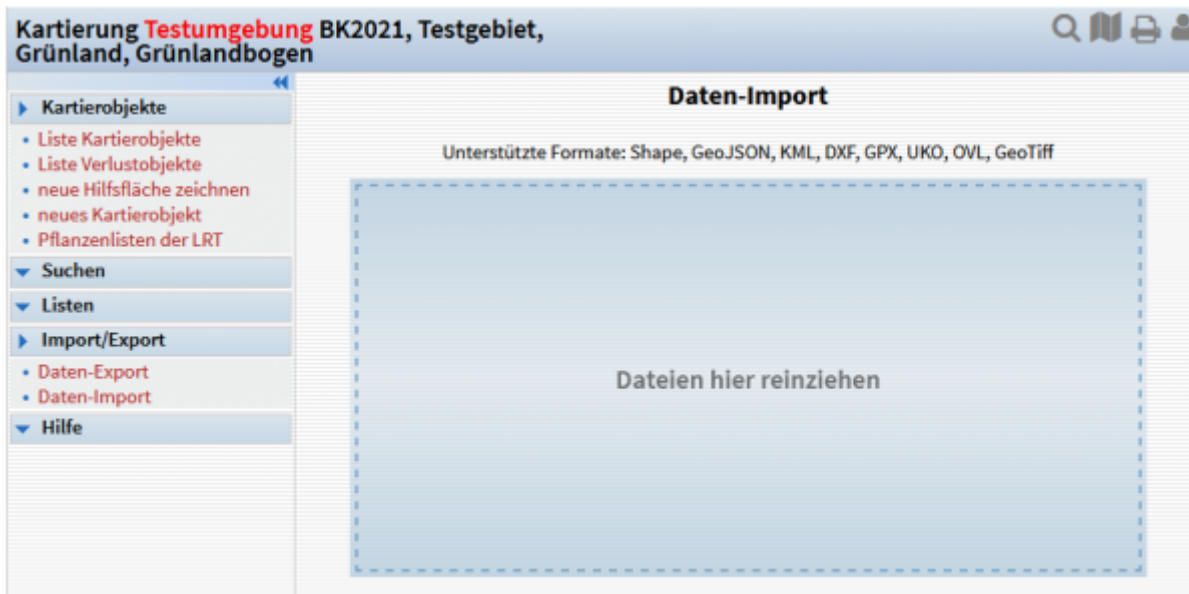 Kartierung Testumgebung BK2021, Testgebiet,
Grünland, Grünlandbogen
Kartierobjekte
Liste Kartierobjekte
Liste Verlustobjekte
neue Hilfsfläche zeichnen
neues Kartierobjekt
Pflanzenlisten der LRT
Suchen
Listen
Import/Export
Daten-Export
Daten-Import
Hilfe
Daten-Import
Unterstützte Formate: Shape, GeoJSON, KML, DXF, GPX, UKO, OVL, GeoTiff
Dateien hier reinziehen